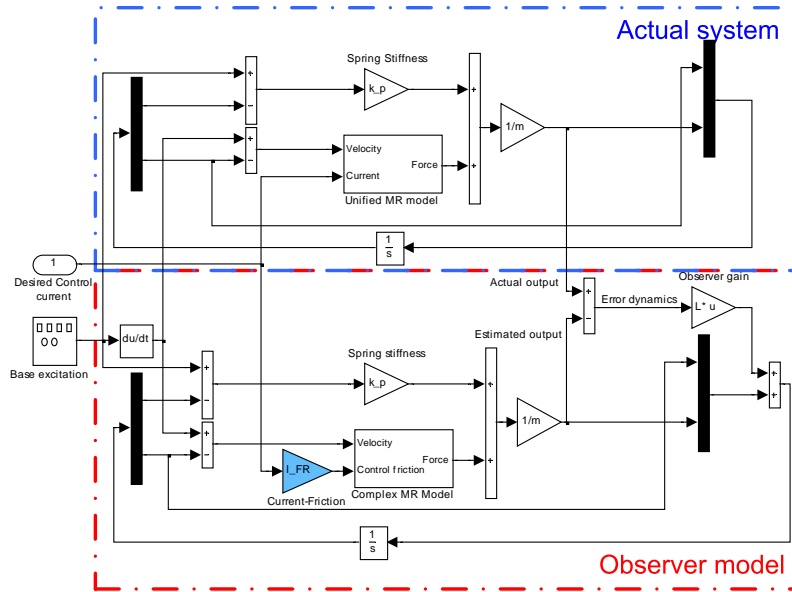 Actual system
Spring Stiffness
+
−
k_p
+
1/m
+
−
Velocity
Force
+
Current
Unified MR model
1
s
1
Desired Control
current
Actual output
Observer gain
+
−
Error dynamics
L* u
Base excitation
du/dt
Estimated output
Spring stiffness
+
−
k_p
+
1/m
+
+
+
−
Velocity
Force
+
Control friction
I_FR
Current-Friction
Complex MR Model
1
s
Observer model